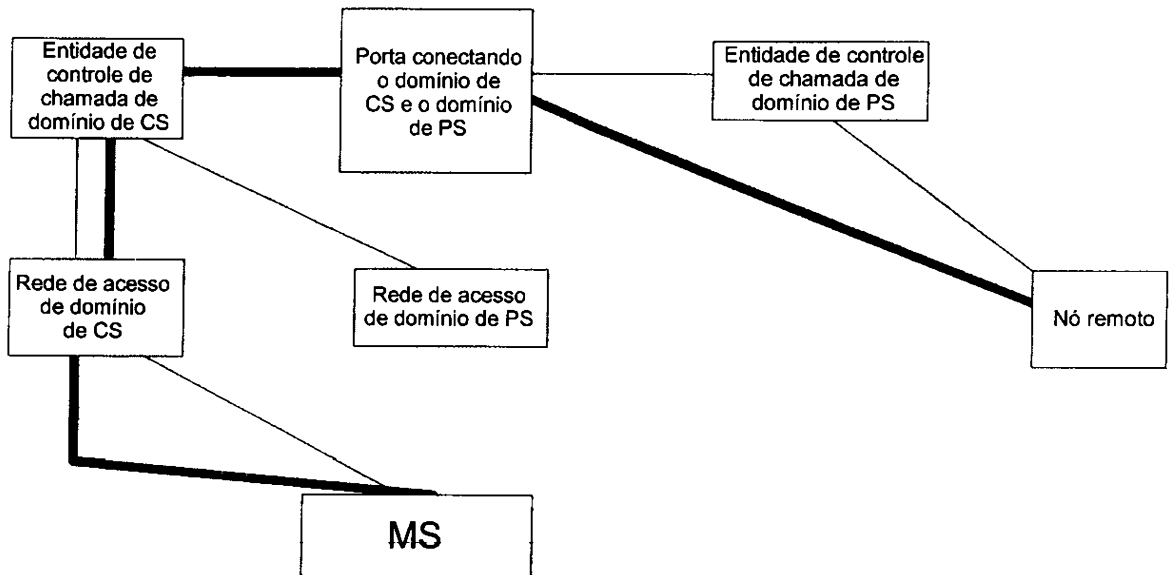 Entidade de
controle de
chamada de
domínio de CS
Porta conectando
o domínio de
CS e o domínio
de PS
Entidade de controle
de chamada de
domínio de PS
Rede de acesso
de domínio
de CS
Rede de acesso
de domínio de PS
Nó remoto
MS